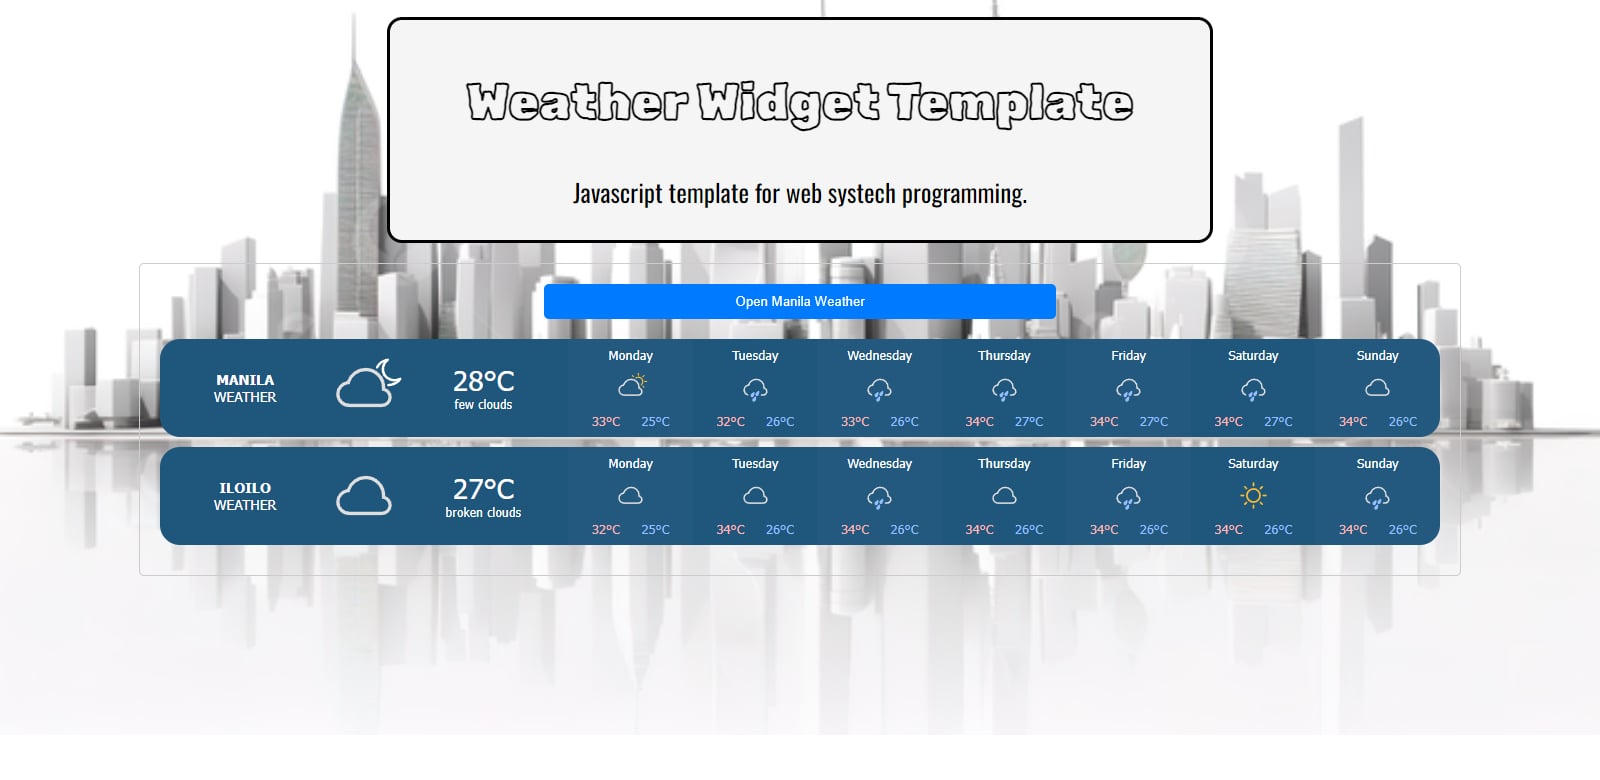 Weather Widget Template
Javascript template for web systech programming.
Open Manila Weather
MANILA
WEATHER
28°C
few clouds
Monday
33°C 25°C
Tuesday
32°C 26°C
Wednesday
33°C 26°C
Thursday
34°C 27°C
Friday
34°C 27°C
Saturday
34°C 27°C
Sunday
34°C 26°C
ILOILO
WEATHER
27°C
broken clouds
Monday
32°C 25°C
Tuesday
34°C 26°C
Wednesday
34°C 26°C
Thursday
34°C 26°C
Friday
34°C 26°C
Saturday
34°C 26°C
Sunday
34°C 26°C